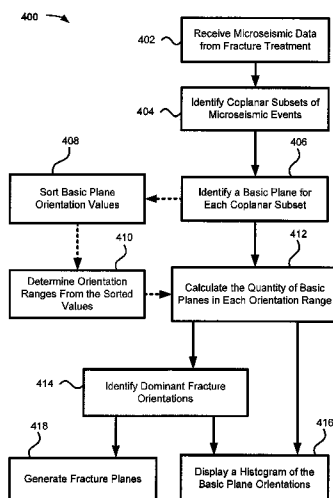 400
402
Receive Microseismic Data
from Fracture Treatment
404
Identify Coplanar Subsets of
Microseismic Events
408
Sort Basic Plane
Orientation Values
406
Identify a Basic Plane for
Each Coplanar Subset
410
Determine Orientation
Ranges From the Sorted
Values
412
Calculate the Quantity of Basic
Planes in Each Orientation Range
414
Identify Dominant Fracture
Orientations
418
Generate Fracture Planes
416
Display a Histogram of the
Basic Plane Orientations